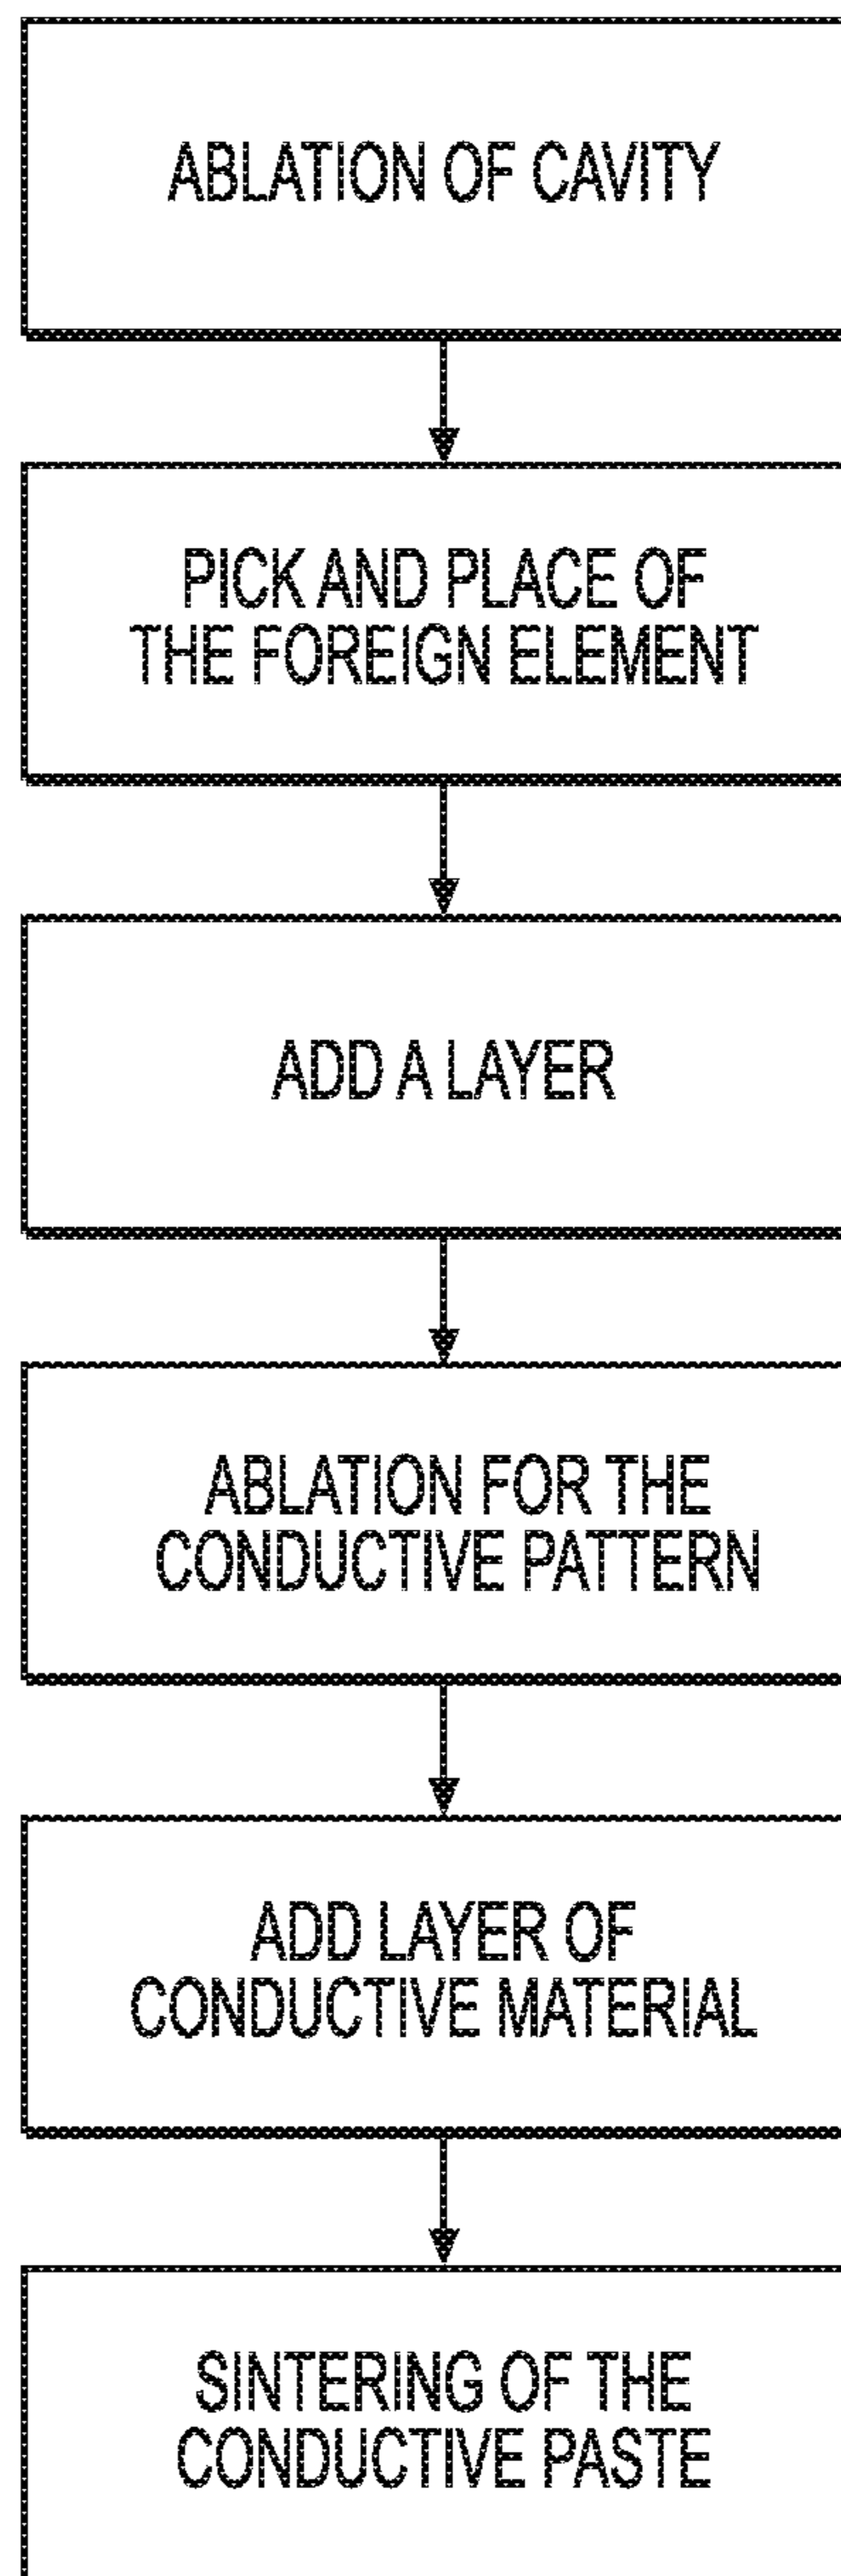 ABLATION OF CAVITY
PICK AND PLACE OF
THE FOREIGN ELEMENT
ADD A LAYER
ABLATION FOR THE
CONDUCTIVE PATTERN
ADD LAYER OF
CONDUCTIVE MATERIAL
SINTERING OF THE
CONDUCTIVE PASTE